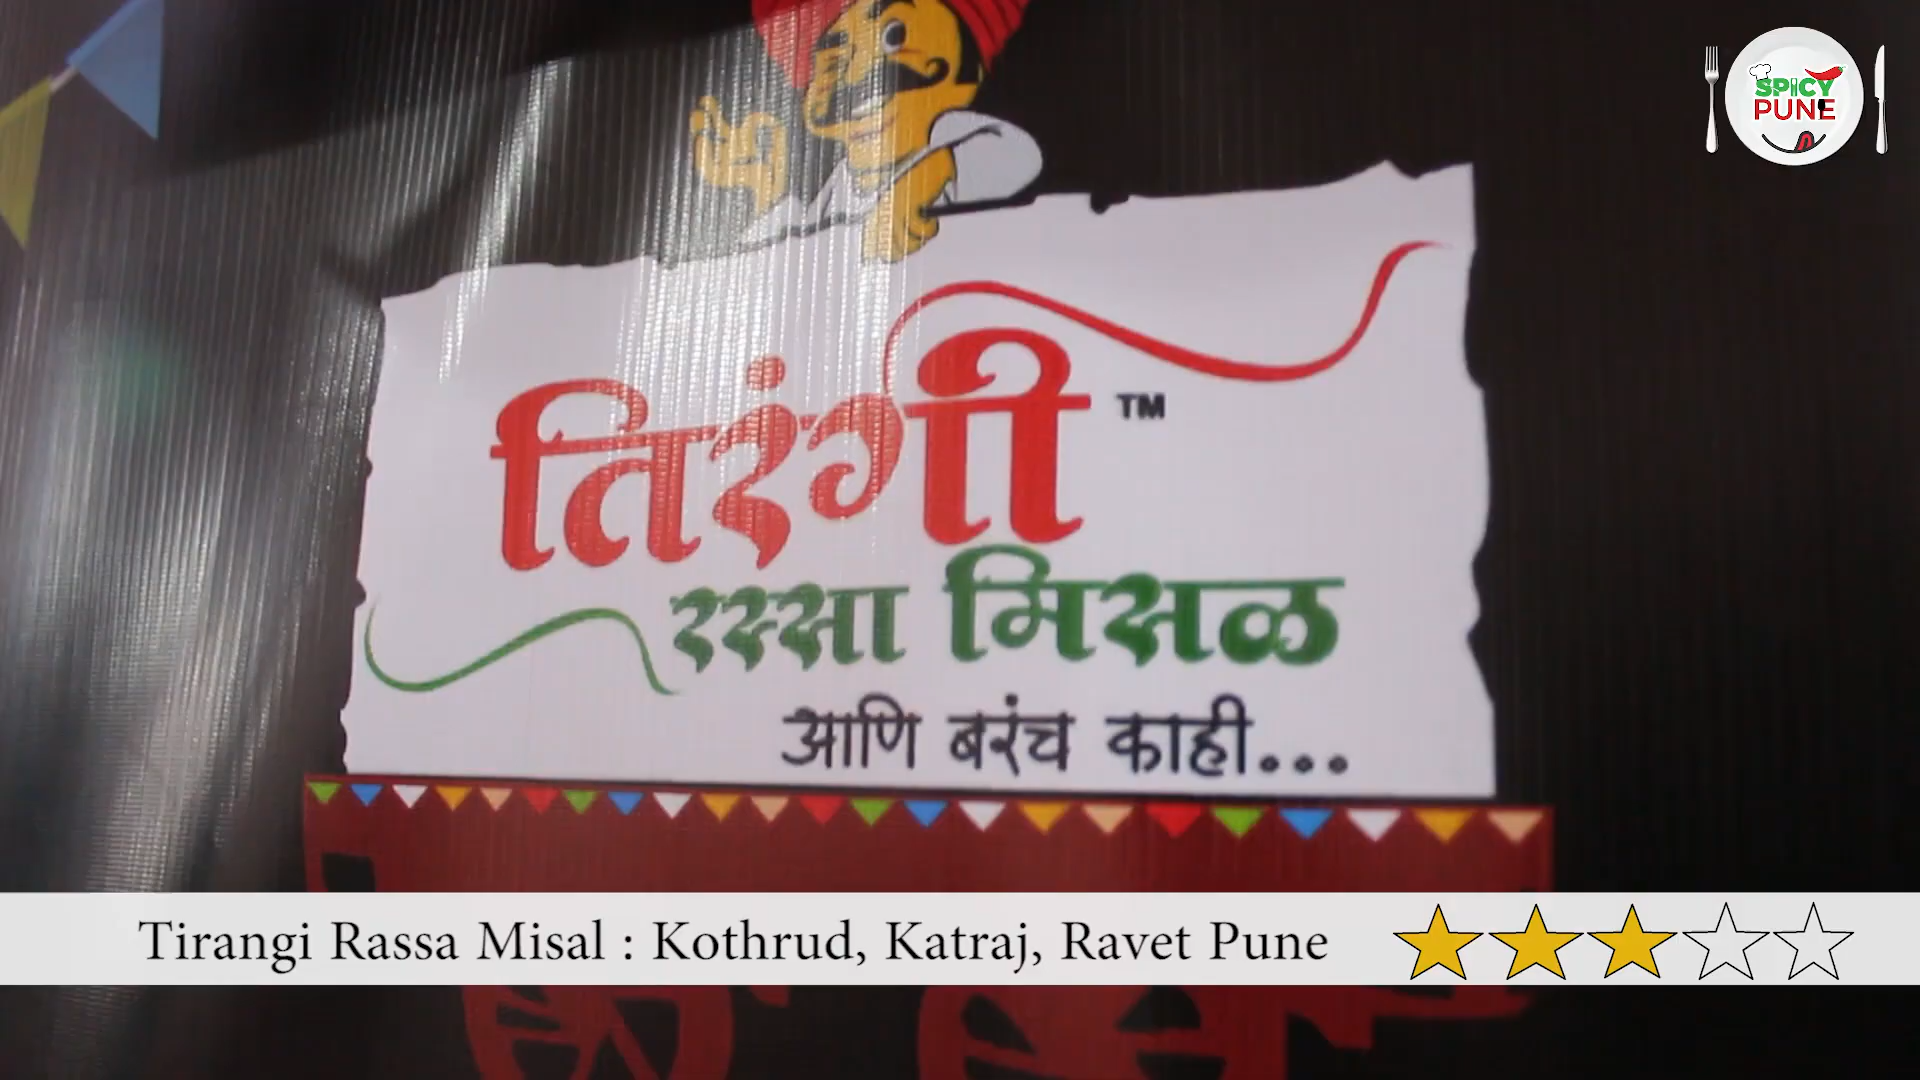 SPICY
PUNE
तिरंगी TM
रस्सा मिसळ
आणि बरंच काही...
Tirangi Rassa Misal : Kothrud, Katraj, Ravet Pune